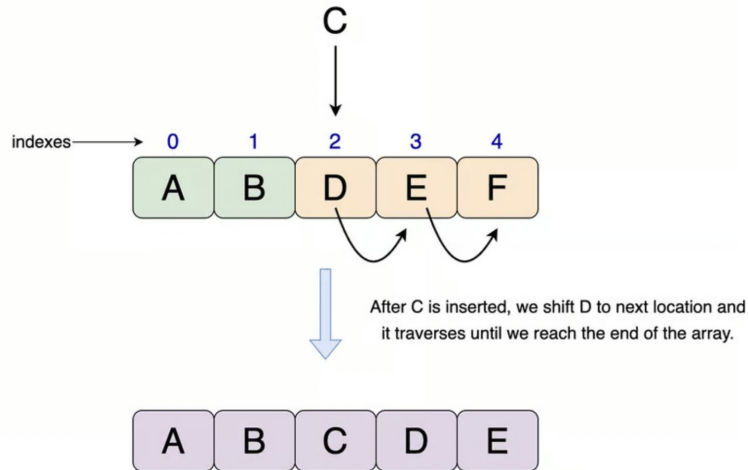 C
indexes 0 1 2 3 4
A B D E F
After C is inserted, we shift D to next location and
it traverses until we reach the end of the array.
A B C D E